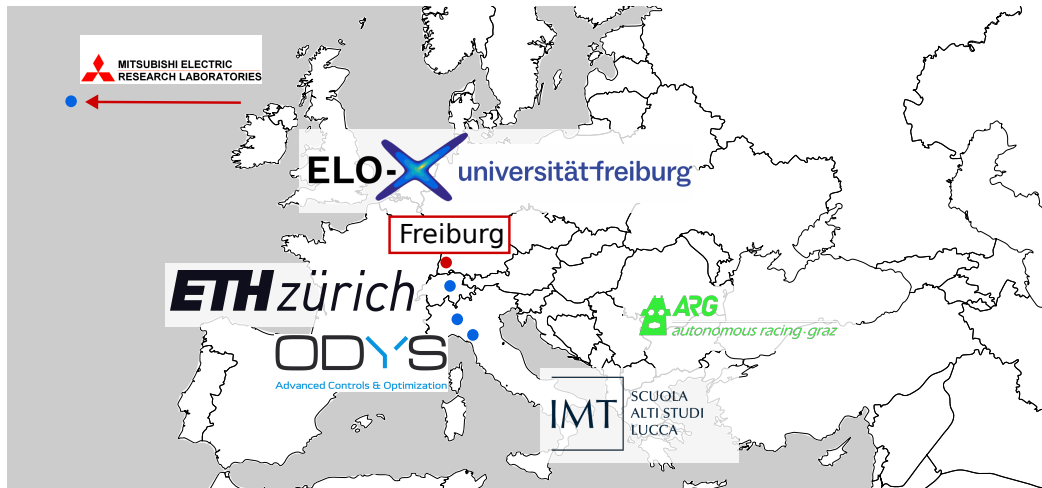 MITSUBISHI ELECTRIC
RESEARCH LABORATORIES
ELO-X universität freiburg
Freiburg
ETH zürich
ODYS
Advanced Controls & Optimization
ARG
autonomous racing·graz
IMT
SCUOLA
ALTI STUDI
LUCCA